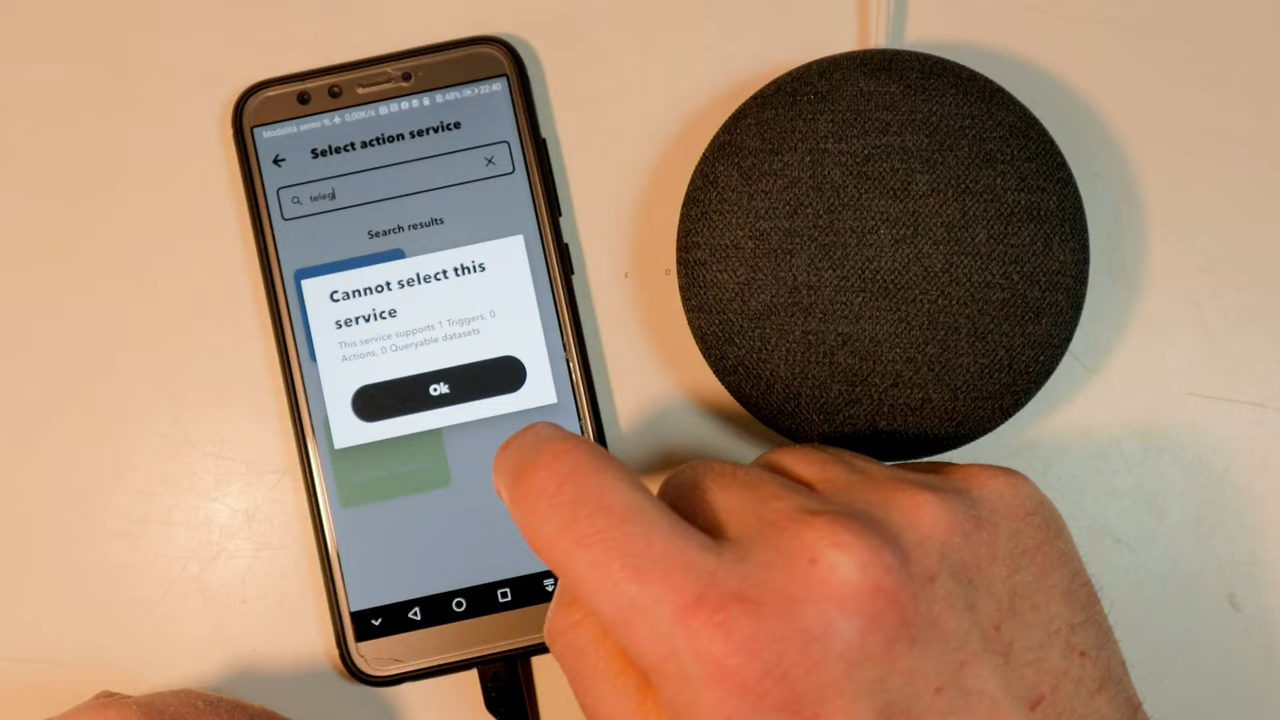 Modalità aereo 0,00K/s 48% 22:40
Select action service
teleg
Search results
Cannot select this
service
This service supports 1 Triggers, 0
Actions, 0 Queryable datasets
Ok